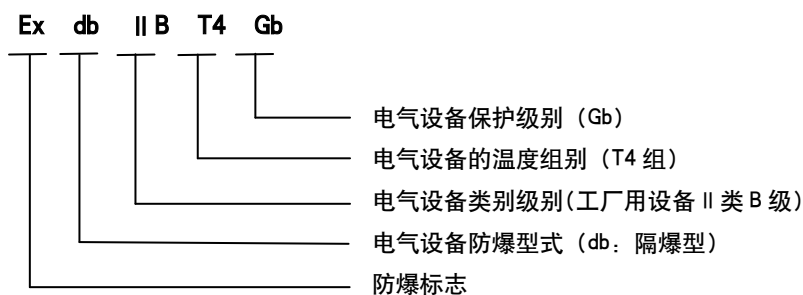 Ex db ⅡB T4 Gb
电气设备保护级别（Gb）
电气设备的温度组别（T4 组）
电气设备类别级别(工厂用设备Ⅱ类 B 级)
电气设备防爆型式（db：隔爆型）
防爆标志